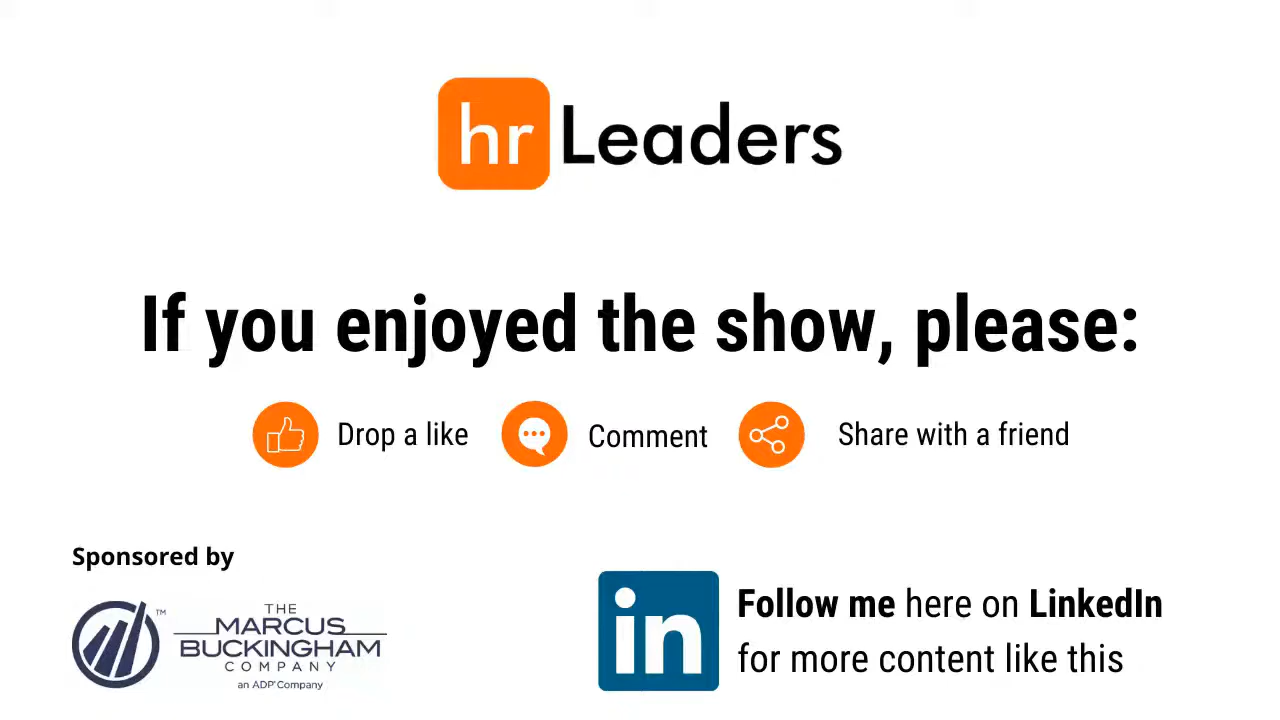 hr Leaders
If you enjoyed the show, please:
Drop a like Comment Share with a friend
Sponsored by
THE
MARCUS
BUCKINGHAM
COMPANY
an ADP® Company
™
in
Follow me here on LinkedIn
for more content like this